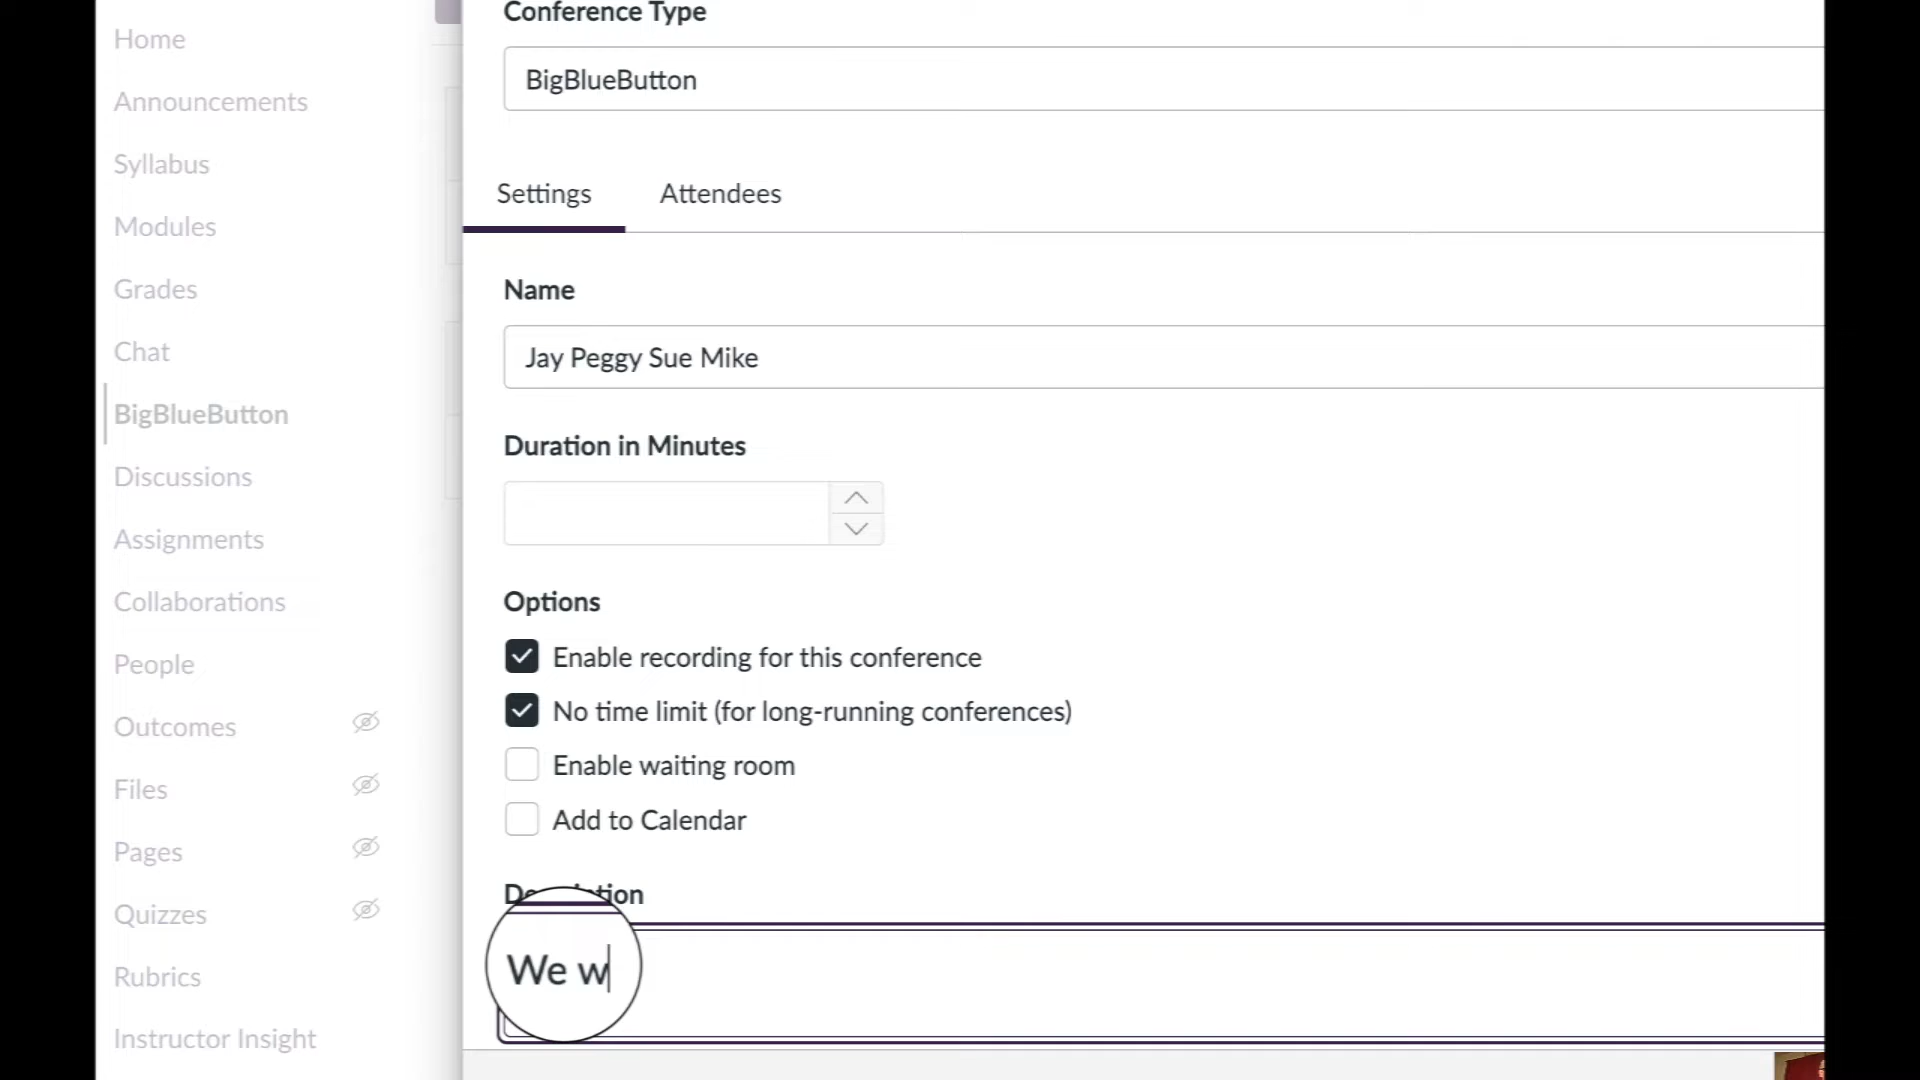 Home
Announcements
Syllabus
Modules
Grades
Chat
BigBlueButton
Discussions
Assignments
Collaborations
People
Outcomes
Files
Pages
Quizzes
Rubrics
Instructor Insight
Conference Type
BigBlueButton
Settings Attendees
Name
Jay Peggy Sue Mike
Duration in Minutes
Options
Enable recording for this conference
No time limit (for long-running conferences)
Enable waiting room
Add to Calendar
Description
We w